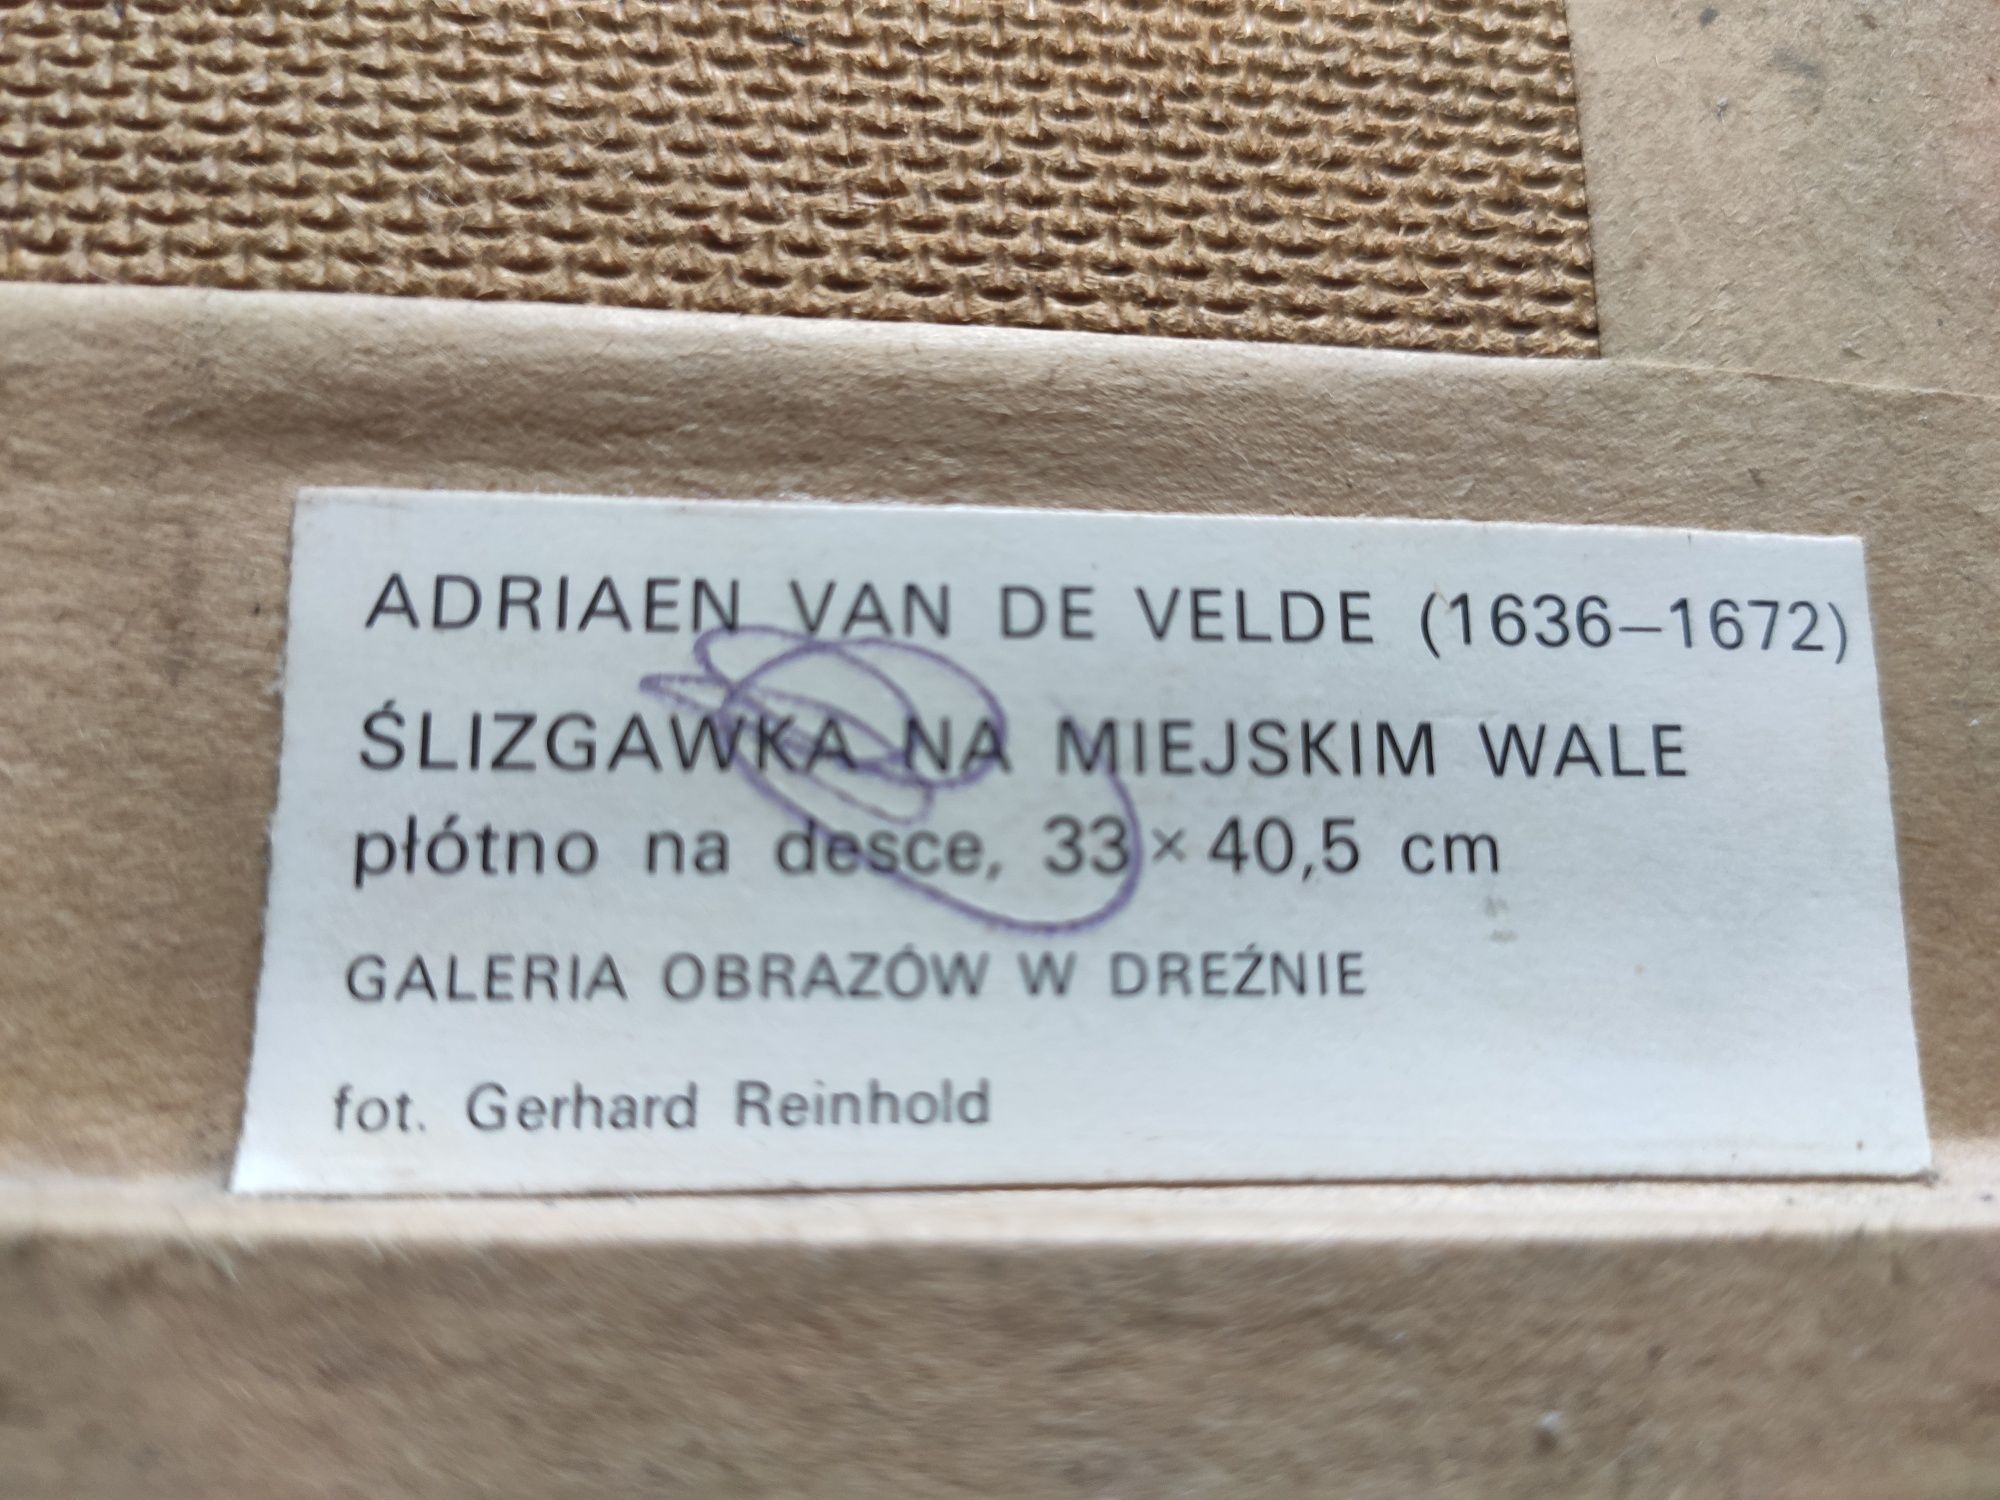 ADRIAEN VAN DE VELDE (1636–1672)
ŚLIZGAWKA NA MIEJSKIM WALE
płótno na desce, 33 × 40,5 cm
GALERIA OBRAZÓW W DREŹNIE
fot. Gerhard Reinhold